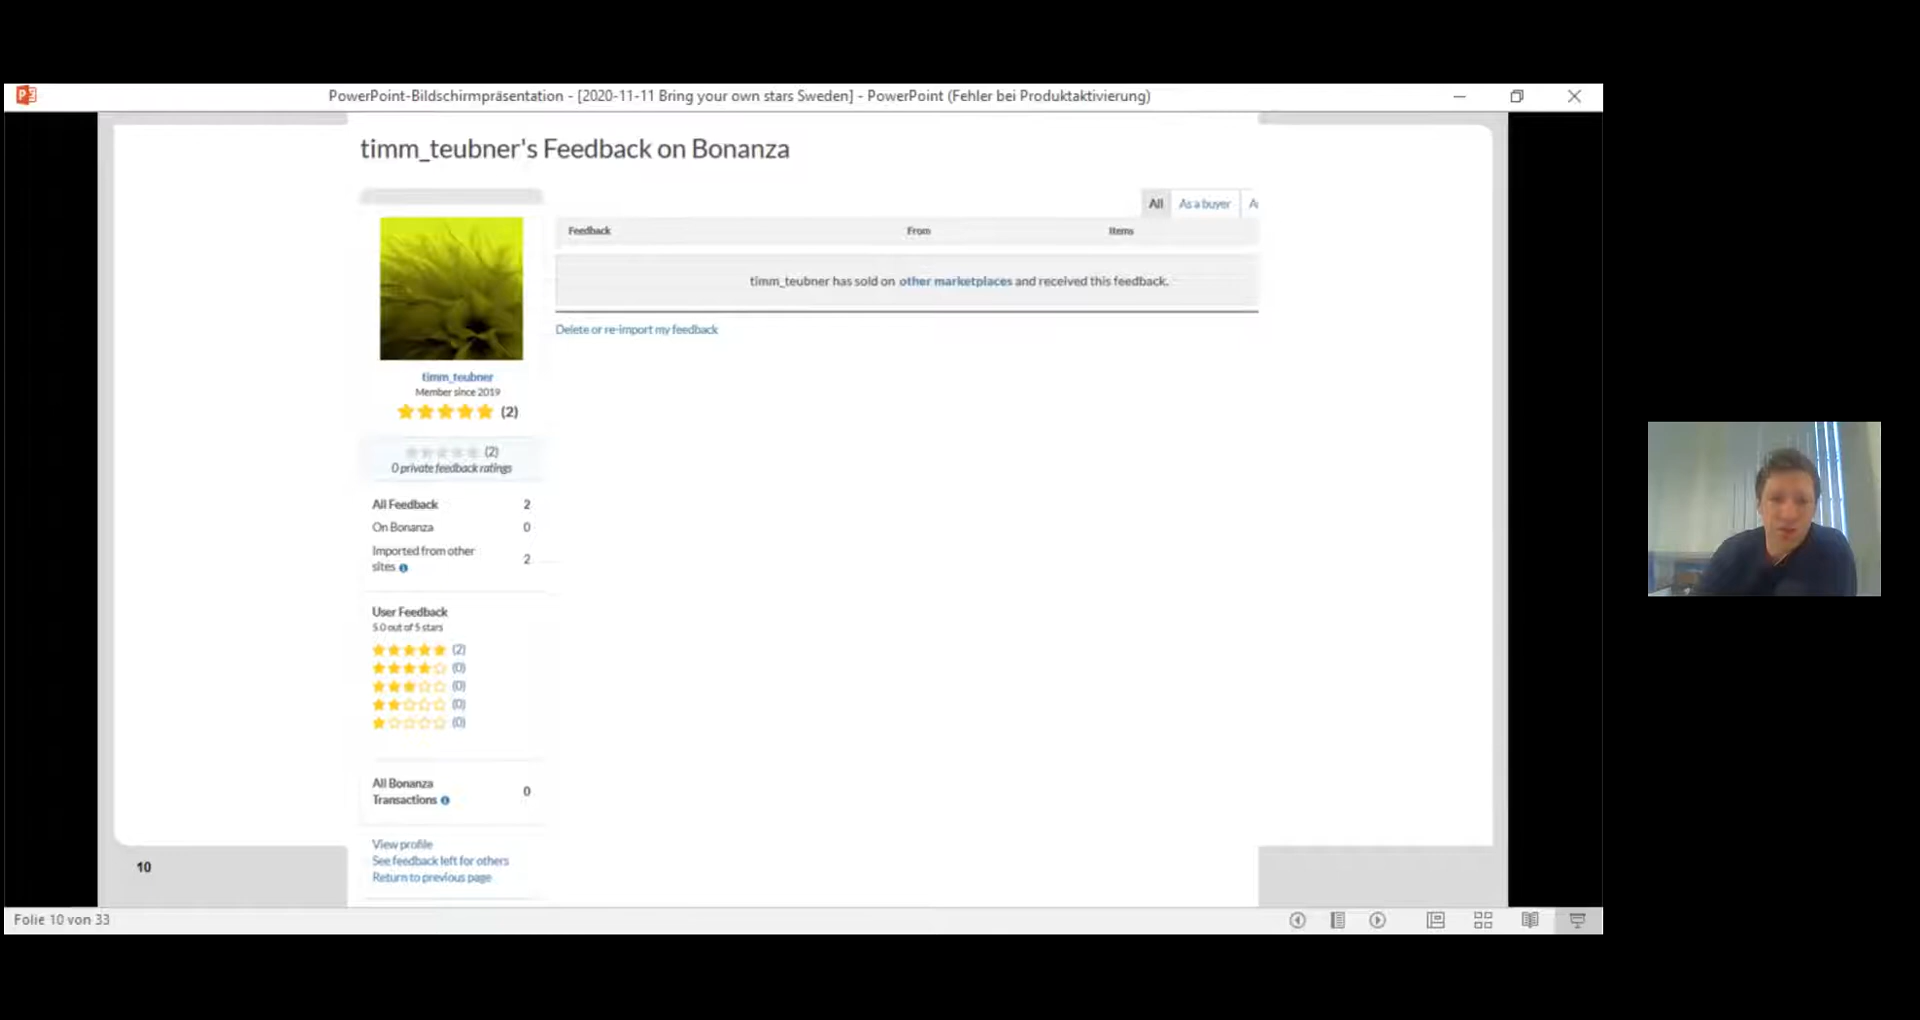 PowerPoint-Bildschirmpräsentation - [2020-11-11 Bring your own stars Sweden] - PowerPoint (Fehler bei Produktaktivierung)
timm_teubner's Feedback on Bonanza
All As a buyer
Feedback From Items
timm_teubner has sold on other marketplaces and received this feedback.
Delete or re-import my feedback
timm_teubner
Member since 2019
(2)
(2)
0 private feedback ratings
All Feedback 2
On Bonanza 0
Imported from other
sites 2
User Feedback
5.0 out of 5 stars
(2)
(0)
(0)
(0)
(0)
All Bonanza
Transactions 0
View profile
See feedback left for others
Return to previous page
10
Folie 10 von 33